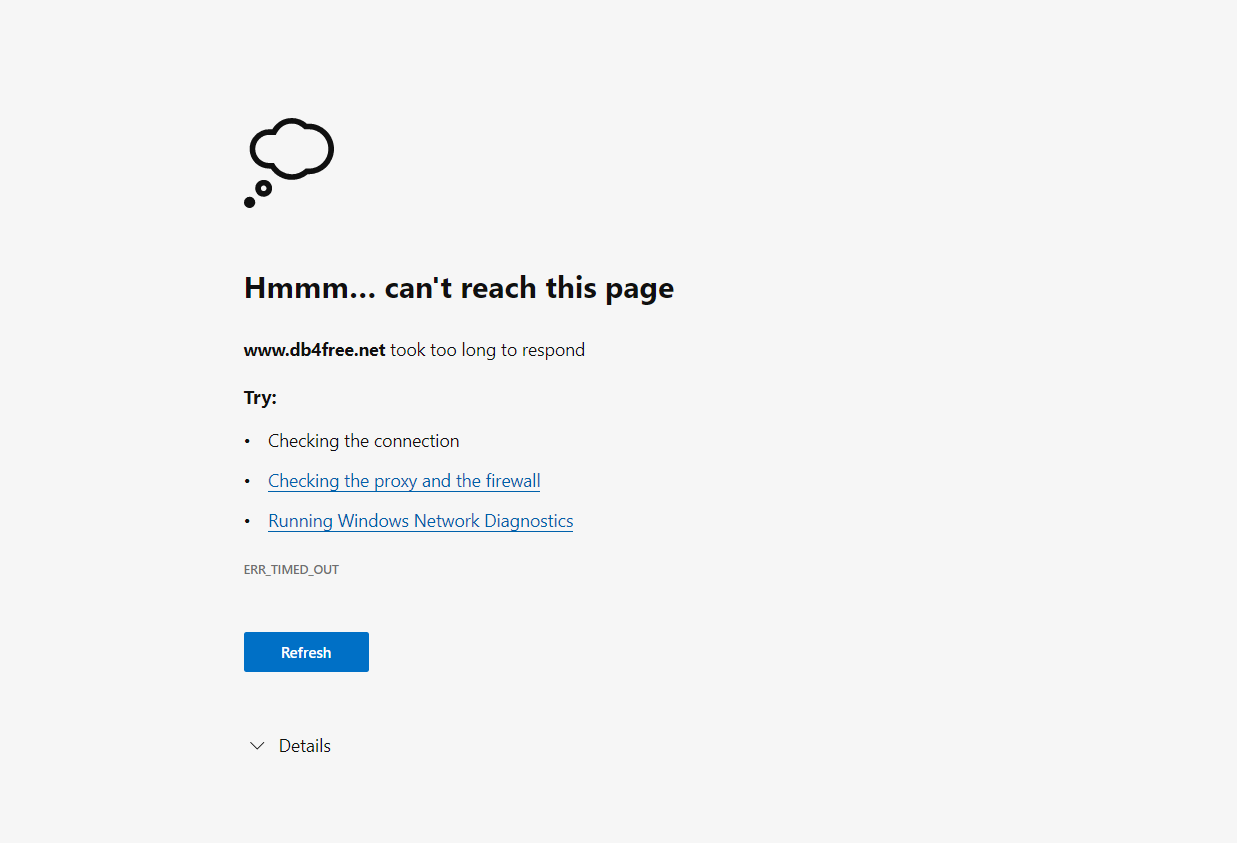 Hmmm… can't reach this page
www.db4free.net took too long to respond
Try:
• Checking the connection
• Checking the proxy and the firewall
• Running Windows Network Diagnostics
ERR_TIMED_OUT
Refresh
Details